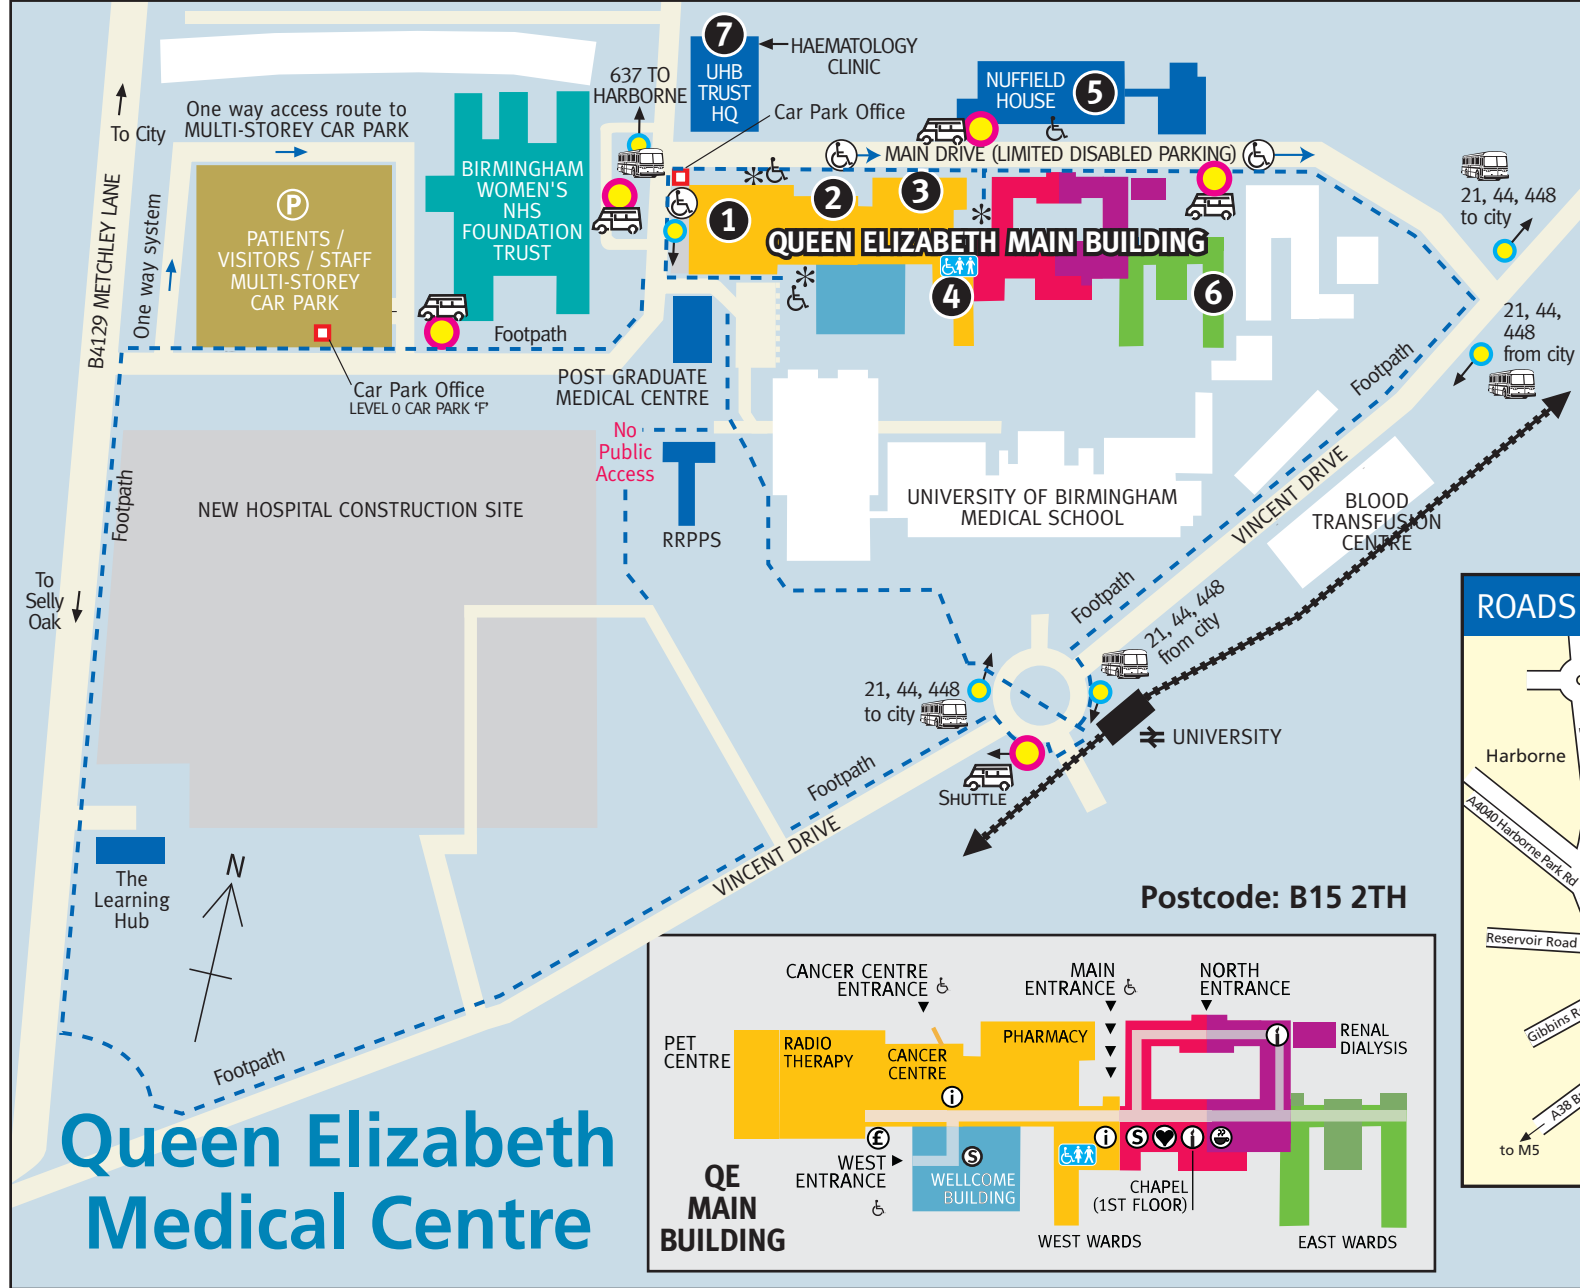 7
HAEMATOLOGY
CLINIC
UHB
TRUST
HQ
637 TO
HARBORNE
Car Park Office
NUFFIELD
HOUSE
5
To City
One way access route to
MULTI-STOREY CAR PARK
B4129 METCHLEY LANE
One way system
P
PATIENTS /
VISITORS / STAFF
MULTI-STOREY
CAR PARK
BIRMINGHAM
WOMEN'S
NHS
FOUNDATION
TRUST
MAIN DRIVE (LIMITED DISABLED PARKING)
1
2
3
QUEEN ELIZABETH MAIN BUILDING
4
6
21, 44, 448
to city
21, 44,
448
from city
Footpath
Car Park Office
LEVEL 0 CAR PARK ‘F’
POST GRADUATE
MEDICAL CENTRE
No
Public
Access
RRPPS
Footpath
Footpath
NEW HOSPITAL CONSTRUCTION SITE
UNIVERSITY OF BIRMINGHAM
MEDICAL SCHOOL
VINCENT DRIVE
BLOOD
TRANSFUSION
CENTRE
To
Selly
Oak
Footpath
21, 44, 448
from city
21, 44, 448
to city
SHUTTLE
UNIVERSITY
Footpath
VINCENT DRIVE
The
Learning
Hub
N
Footpath
Postcode: B15 2TH
ROADS
Harborne
A4040 Harborne Park Rd
Reservoir Road
Gibbins R
A38 B
to M5
CANCER CENTRE
ENTRANCE
MAIN
ENTRANCE
NORTH
ENTRANCE
PET
CENTRE
RADIO
THERAPY
CANCER
CENTRE
PHARMACY
RENAL
DIALYSIS
i
i
£
i
S
i
WEST
ENTRANCE
S
WELLCOME
BUILDING
CHAPEL
(1ST FLOOR)
QE
MAIN
BUILDING
WEST WARDS
EAST WARDS
Queen Elizabeth
Medical Centre